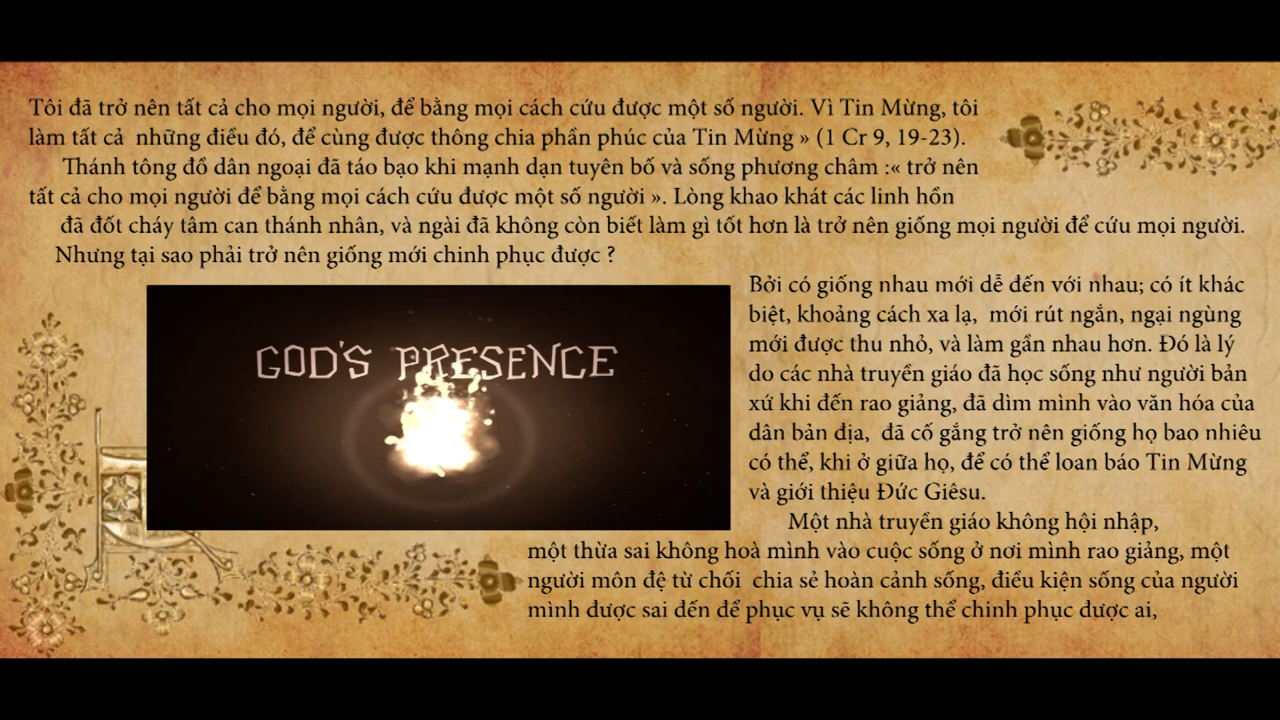 Tôi đã trở nên tất cả cho mọi người, để bằng mọi cách cứu được một số người. Vì Tin Mừng, tôi
làm tất cả những điều đó, để cùng được thông chia phần phúc của Tin Mừng » (1 Cr 9, 19-23).
Thánh tông đồ dân ngoại đã táo bạo khi mạnh dạn tuyên bố và sống phương châm :« trở nên
tất cả cho mọi người để bằng mọi cách cứu được một số người ». Lòng khao khát các linh hồn
đã đốt cháy tâm can thánh nhân, và ngài đã không còn biết làm gì tốt hơn là trở nên giống mọi người để cứu mọi người.
Nhưng tại sao phải trở nên giống mới chinh phục được ?
GOD'S PRESENCE
Bởi có giống nhau mới dễ đến với nhau; có ít khác
biệt, khoảng cách xa lạ, mới rút ngắn, ngại ngùng
mới được thu nhỏ, và làm gần nhau hơn. Đó là lý
do các nhà truyền giáo đã học sống như người bản
xứ khi đến rao giảng, đã dìm mình vào văn hóa của
dân bản địa, đã cố gắng trở nên giống họ bao nhiêu
có thể, khi ở giữa họ, để có thể loan báo Tin Mừng
và giới thiệu Đức Giêsu.
Một nhà truyền giáo không hội nhập,
một thừa sai không hoà mình vào cuộc sống ở nơi mình rao giảng, một
người môn đệ từ chối chia sẻ hoàn cảnh sống, điều kiện sống của người
mình được sai đến để phục vụ sẽ không thể chinh phục được ai,